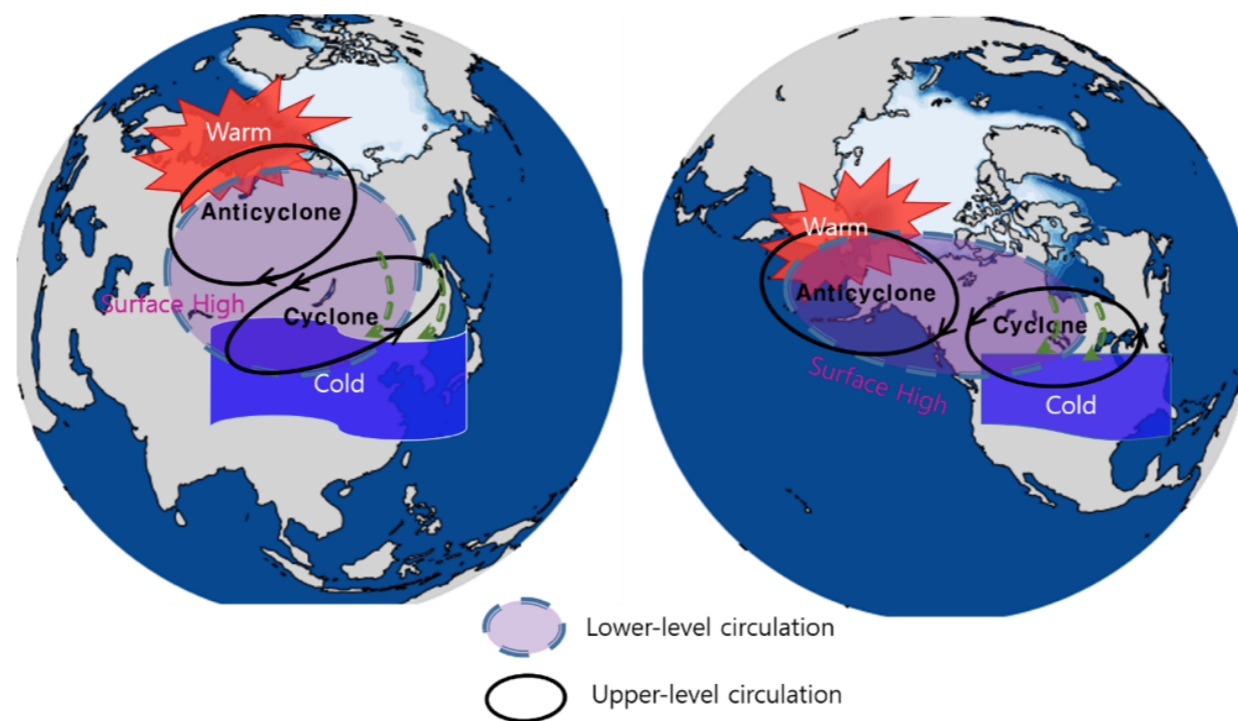 Warm
Anticyclone
Surface High
Cyclone
Cold
Warm
Anticyclone
Cyclone
Surface High
Cold
Lower-level circulation
Upper-level circulation